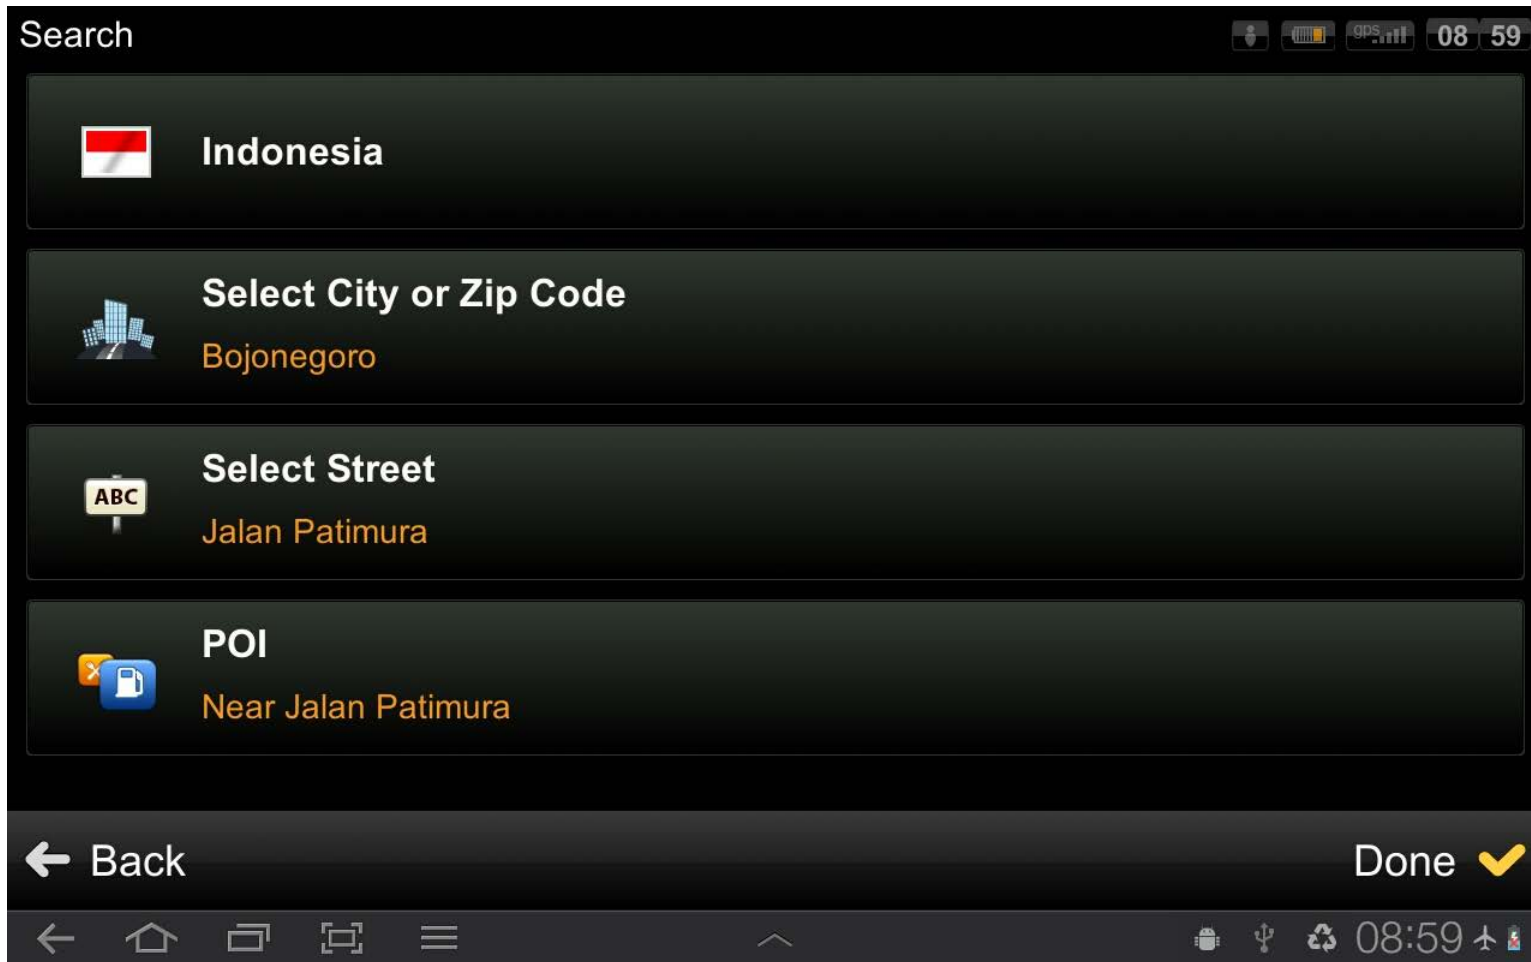 Search
gps
08 59
Indonesia
Select City or Zip Code
Bojonegoro
ABC
Select Street
Jalan Patimura
POI
Near Jalan Patimura
Back
Done
08:59